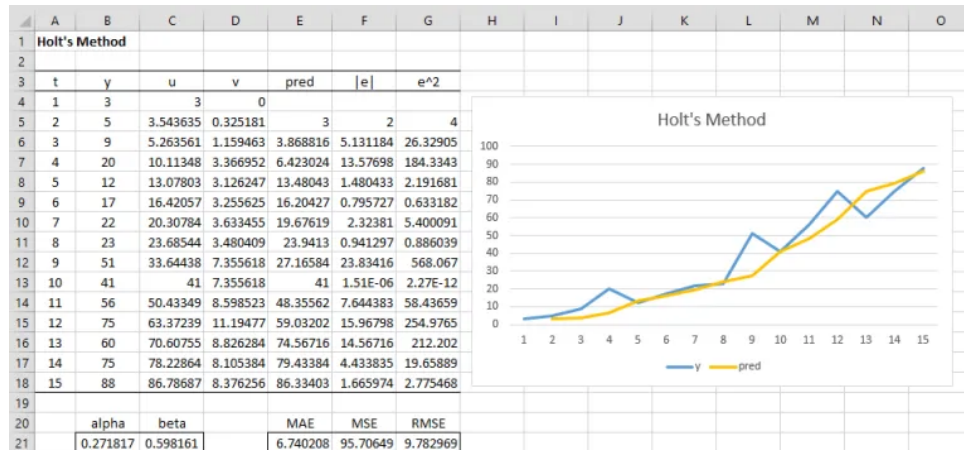 A B C D E F G H I J K L M N O
1 Holt's Method
2
3 t y u v pred |e| e^2
4 1 3 3 0
5 2 5 3.543635 0.325181 3 2 4
6 3 9 5.263561 1.159463 3.868816 5.131184 26.32905
7 4 20 10.11348 3.366952 6.423024 13.57698 184.3343
8 5 12 13.07803 3.126247 13.48043 1.480433 2.191681
9 6 17 16.42057 3.255625 16.20427 0.795727 0.633182
10 7 22 20.30784 3.633455 19.67619 2.32381 5.400091
11 8 23 23.68544 3.480409 23.9413 0.941297 0.886039
12 9 51 33.64438 7.355618 27.16584 23.83416 568.067
13 10 41 41 7.355618 41 1.51E-06 2.27E-12
14 11 56 50.43349 8.598523 48.35562 7.644383 58.43659
15 12 75 63.37239 11.19477 59.03202 15.96798 254.9765
16 13 60 70.60755 8.826284 74.56716 14.56716 212.202
17 14 75 78.22864 8.105384 79.43384 4.433835 19.65889
18 15 88 86.78687 8.376256 86.33403 1.665974 2.775468
19
20 alpha beta MAE MSE RMSE
21 0.271817 0.598161 6.740208 95.70649 9.782969
Holt's Method
100
90
80
70
60
50
40
30
20
10
0
1 2 3 4 5 6 7 8 9 10 11 12 13 14 15
y pred